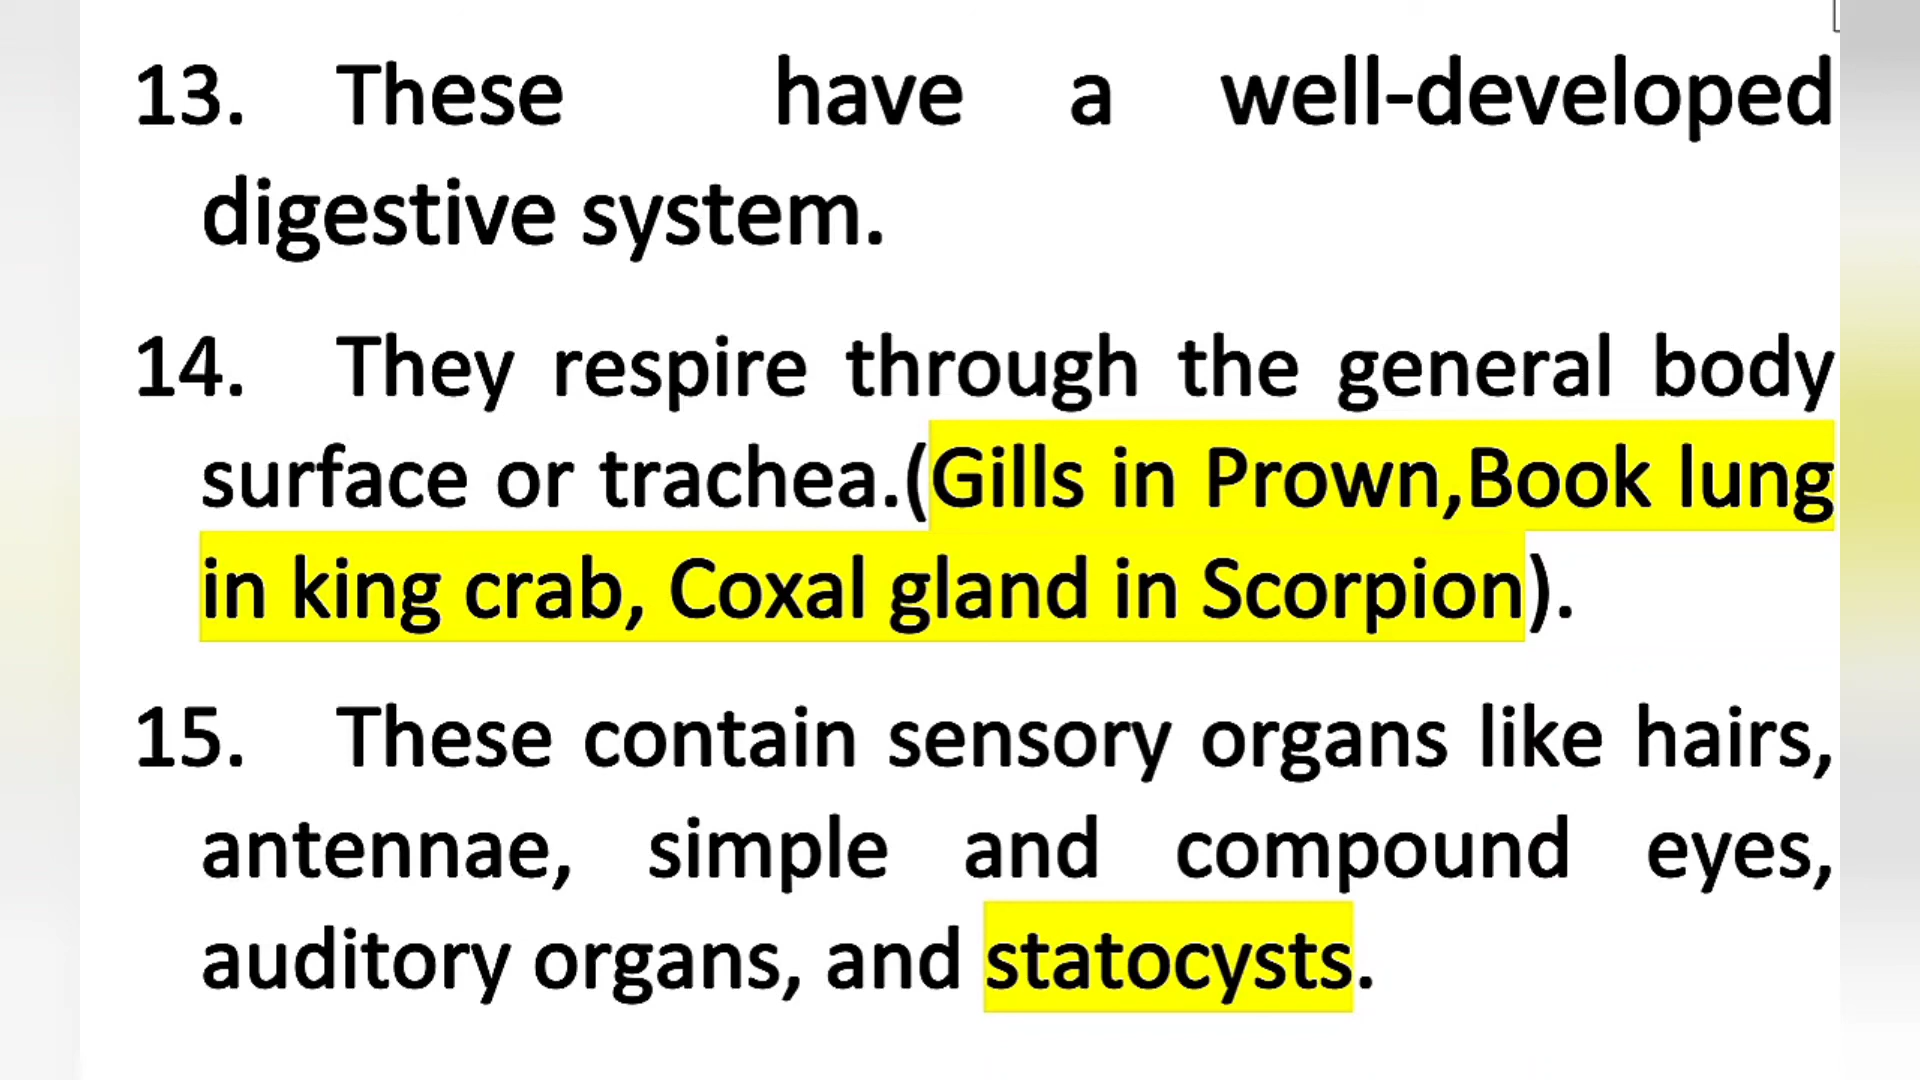 13. These have a well-developed
digestive system.
14. They respire through the general body
surface or trachea.(Gills in Prown,Book lung
in king crab, Coxal gland in Scorpion).
15. These contain sensory organs like hairs,
antennae, simple and compound eyes,
auditory organs, and statocysts.